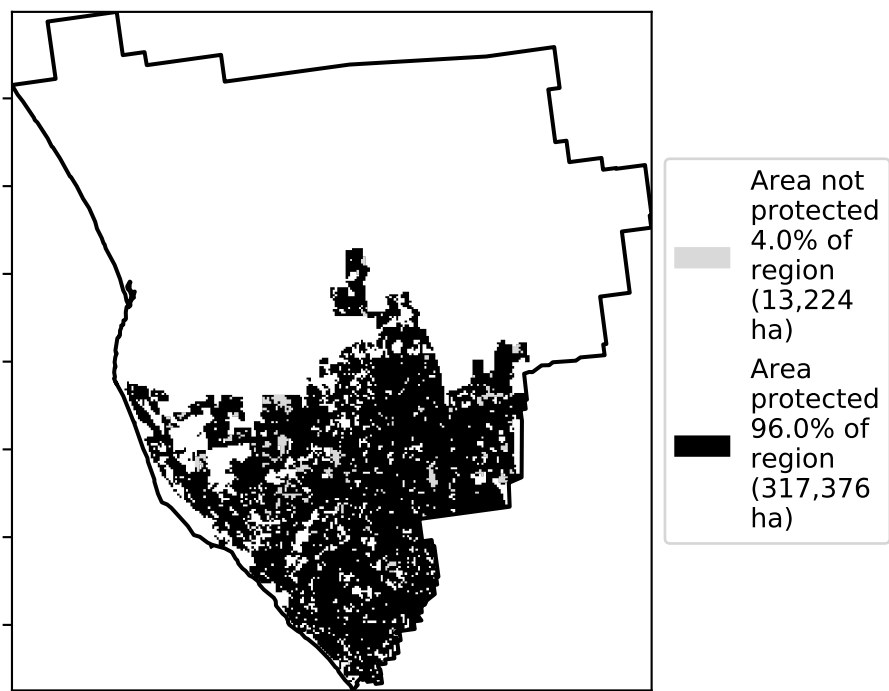 Area not
protected
4.0% of
region
(13,224
ha)
Area
protected
96.0% of
region
(317,376
ha)